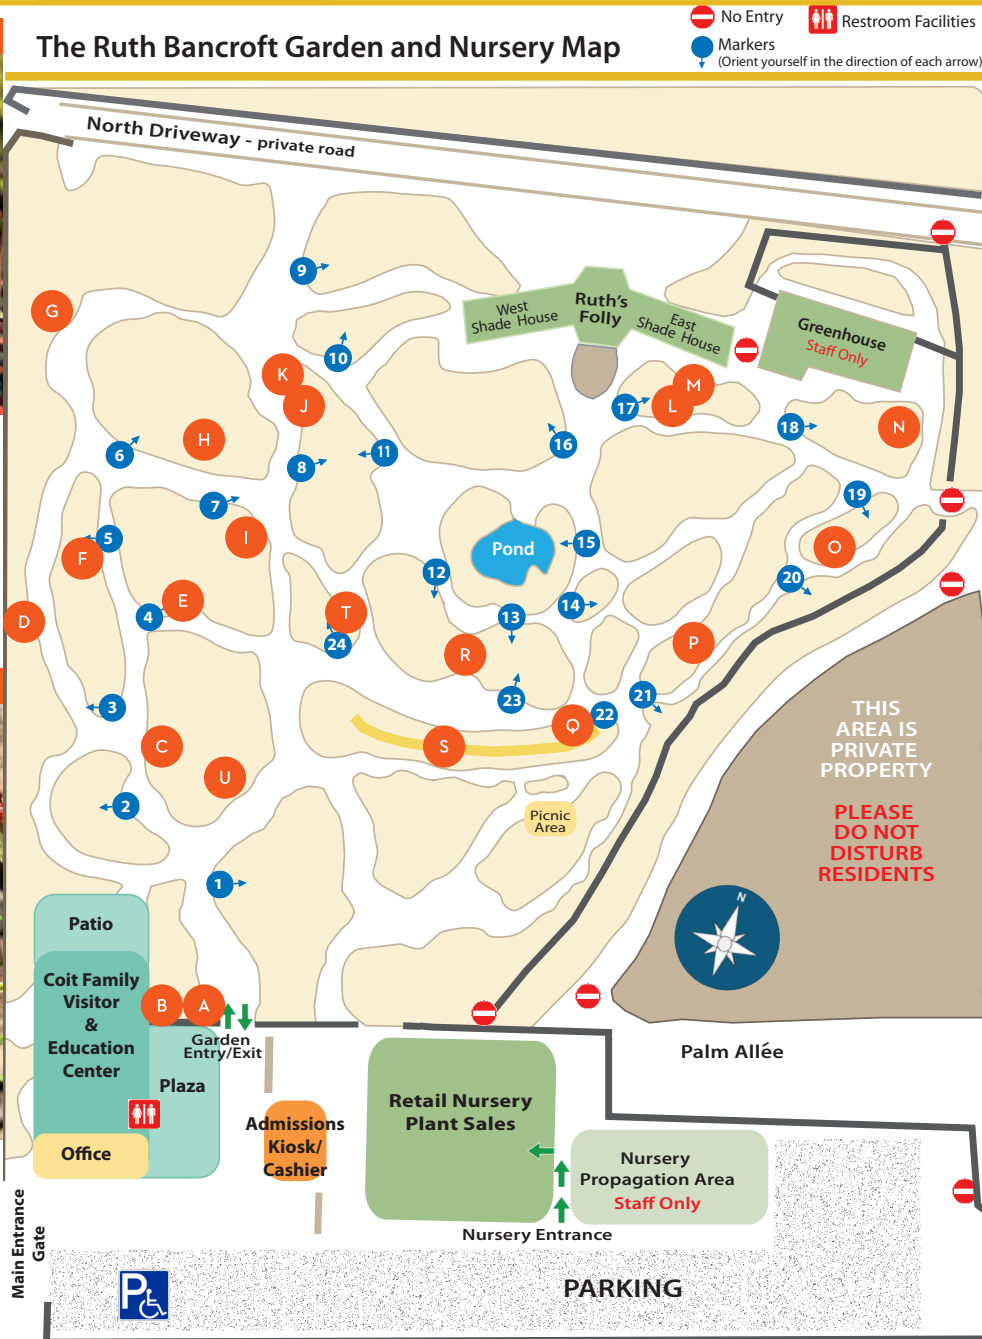 The Ruth Bancroft Garden and Nursery Map
No Entry
Restroom Facilities
Markers
(Orient yourself in the direction of each arrow)
North Driveway - private road
9
G
West
Shade House
Ruth's
Folly
East
Shade House
Greenhouse
Staff Only
10
K
J
M
L
17
H
6
8
11
16
18
N
7
I
5
F
Pond
15
19
O
12
20
E
4
D
T
24
13
14
R
P
3
23
21
22
Q
S
C
U
2
Picnic
Area
THIS
AREA IS
PRIVATE
PROPERTY
PLEASE
DO NOT
DISTURB
RESIDENTS
1
N
Patio
Coit Family
Visitor
&
Education
Center
B
A
Garden
Entry/Exit
Plaza
Office
Admissions
Kiosk/
Cashier
Retail Nursery
Plant Sales
Palm Allée
Nursery
Propagation Area
Staff Only
Nursery Entrance
Main Entrance
Gate
P
PARKING